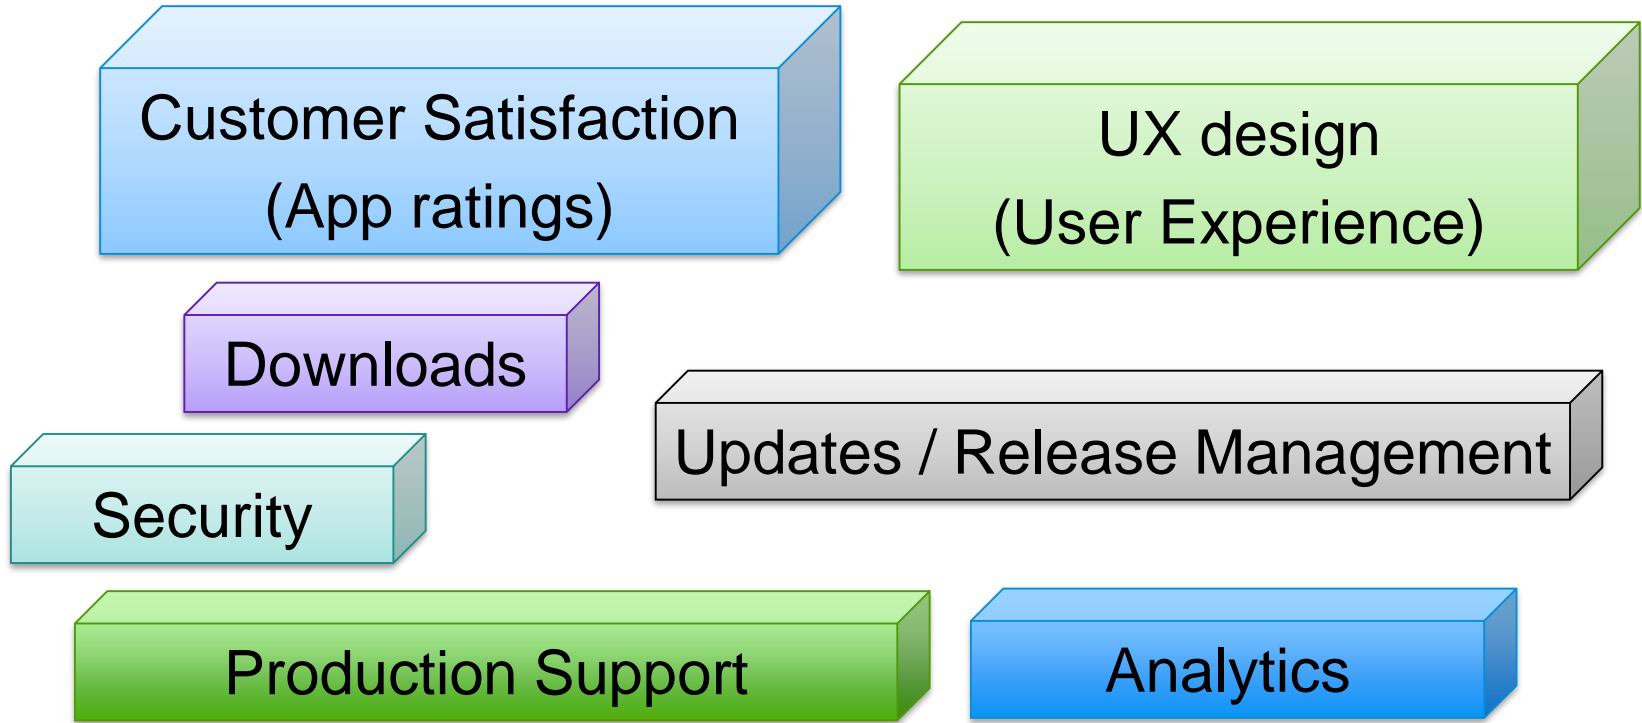 Customer Satisfaction
(App ratings)
UX design
(User Experience)
Downloads
Updates / Release Management
Security
Production Support
Analytics